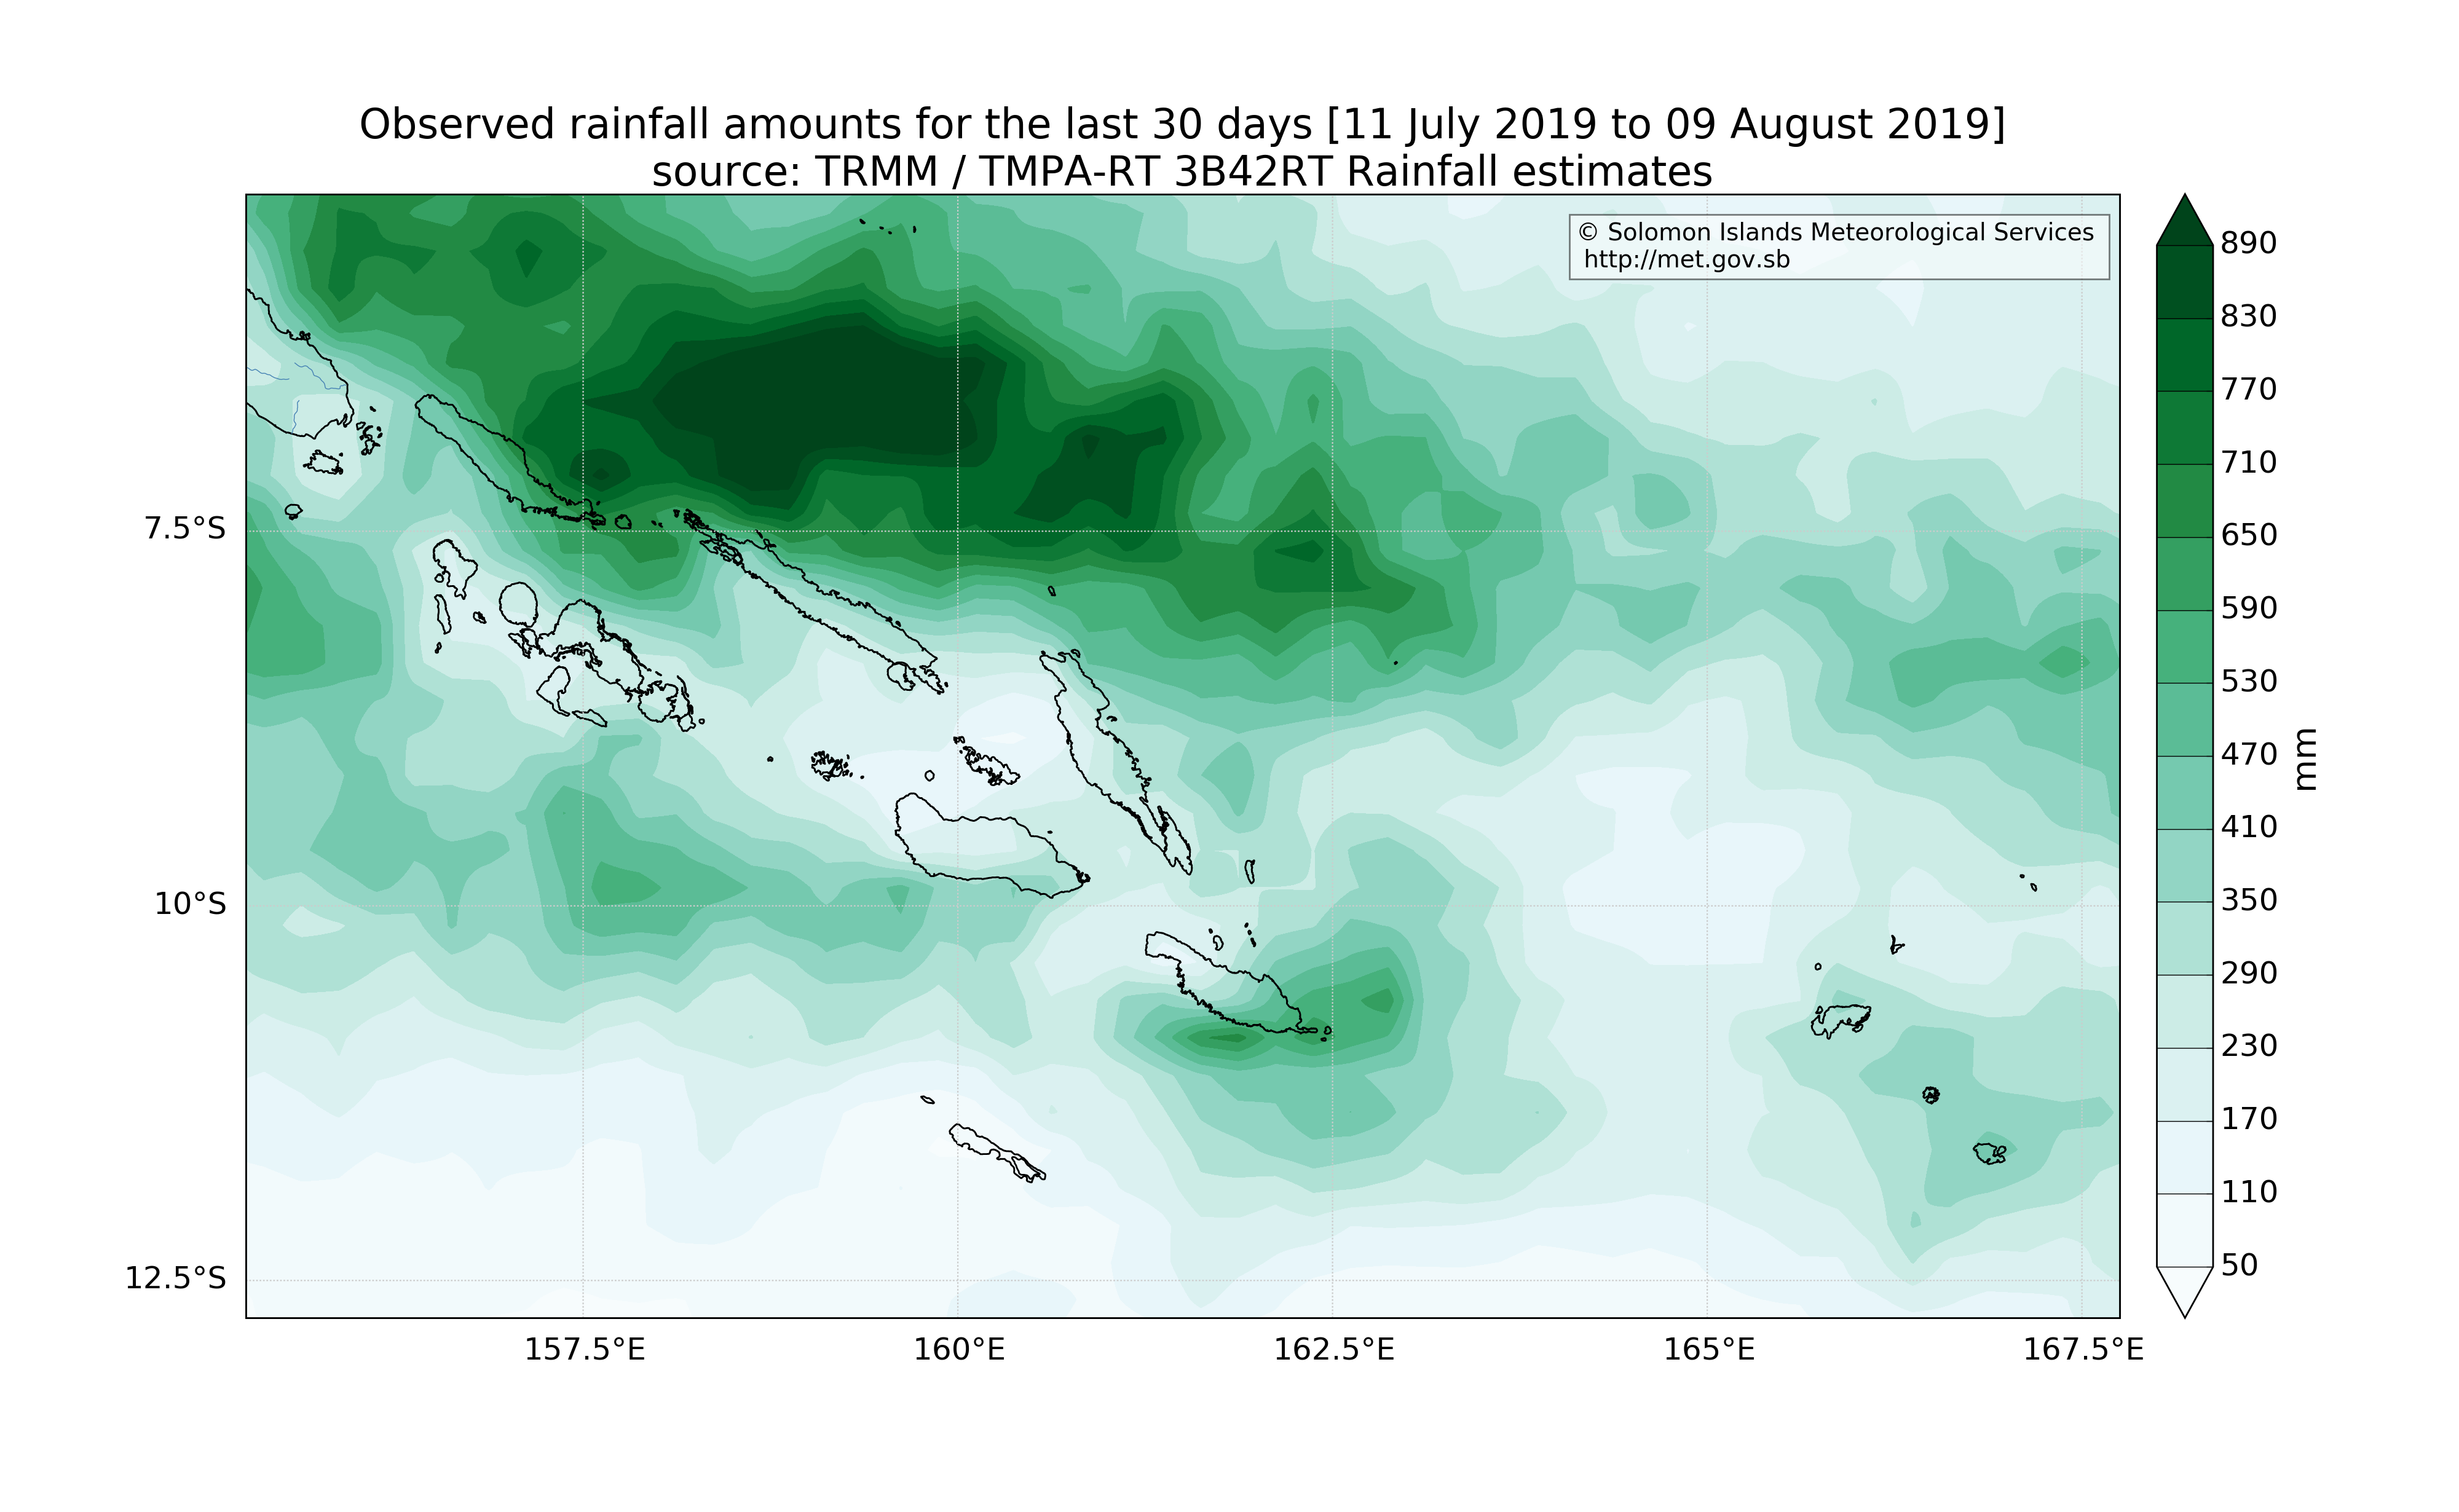 Observed rainfall amounts for the last 30 days [11 July 2019 to 09 August 2019]
source: TRMM / TMPA-RT 3B42RT Rainfall estimates
© Solomon Islands Meteorological Services
http://met.gov.sb
7.5°S
10°S
12.5°S
157.5°E
160°E
162.5°E
165°E
167.5°E
890
830
770
710
650
590
530
470
410
350
290
230
170
110
50
mm